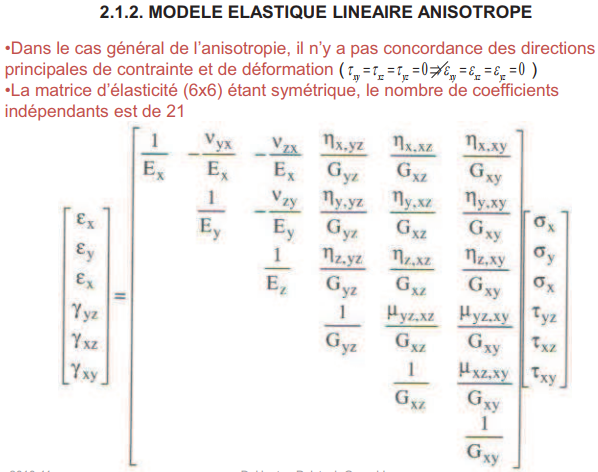 2.1.2. MODELE ELASTIQUE LINEAIRE ANISOTROPE
•Dans le cas général de l'anisotropie, il n'y a pas concordance des directions
principales de contrainte et de déformation ( τxy = τxz = τyz = 0 ⇏ εxy = εxz = εyz = 0 )
•La matrice d'élasticité (6x6) étant symétrique, le nombre de coefficients
indépendants est de 21
1/Ex -νyx/Ex -νzx/Ex ηx,yz/Gyz ηx,xz/Gxz ηx,xy/Gxy
εx 1/Ey -νzy/Ey ηy,yz/Gyz ηy,xz/Gxz ηy,xy/Gxy σx
εy 1/Ez ηz,yz/Gyz ηz,xz/Gxz ηz,xy/Gxy σy
εx = σx
γyz 1/Gyz μyz,xz/Gxz μyz,xy/Gxy τyz
γxz 1/Gxz μxz,xy/Gxy τxz
γxy 1/Gxy τxy